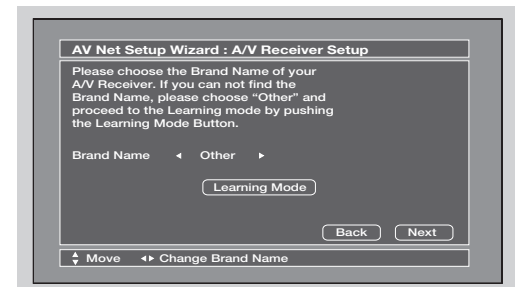 AV Net Setup Wizard : A/V Receiver Setup
Please choose the Brand Name of your
A/V Receiver. If you can not find the
Brand Name, please choose “Other” and
proceed to the Learning mode by pushing
the Learning Mode Button.
Brand Name ◀ Other ▶
Learning Mode
Back Next
Move Change Brand Name